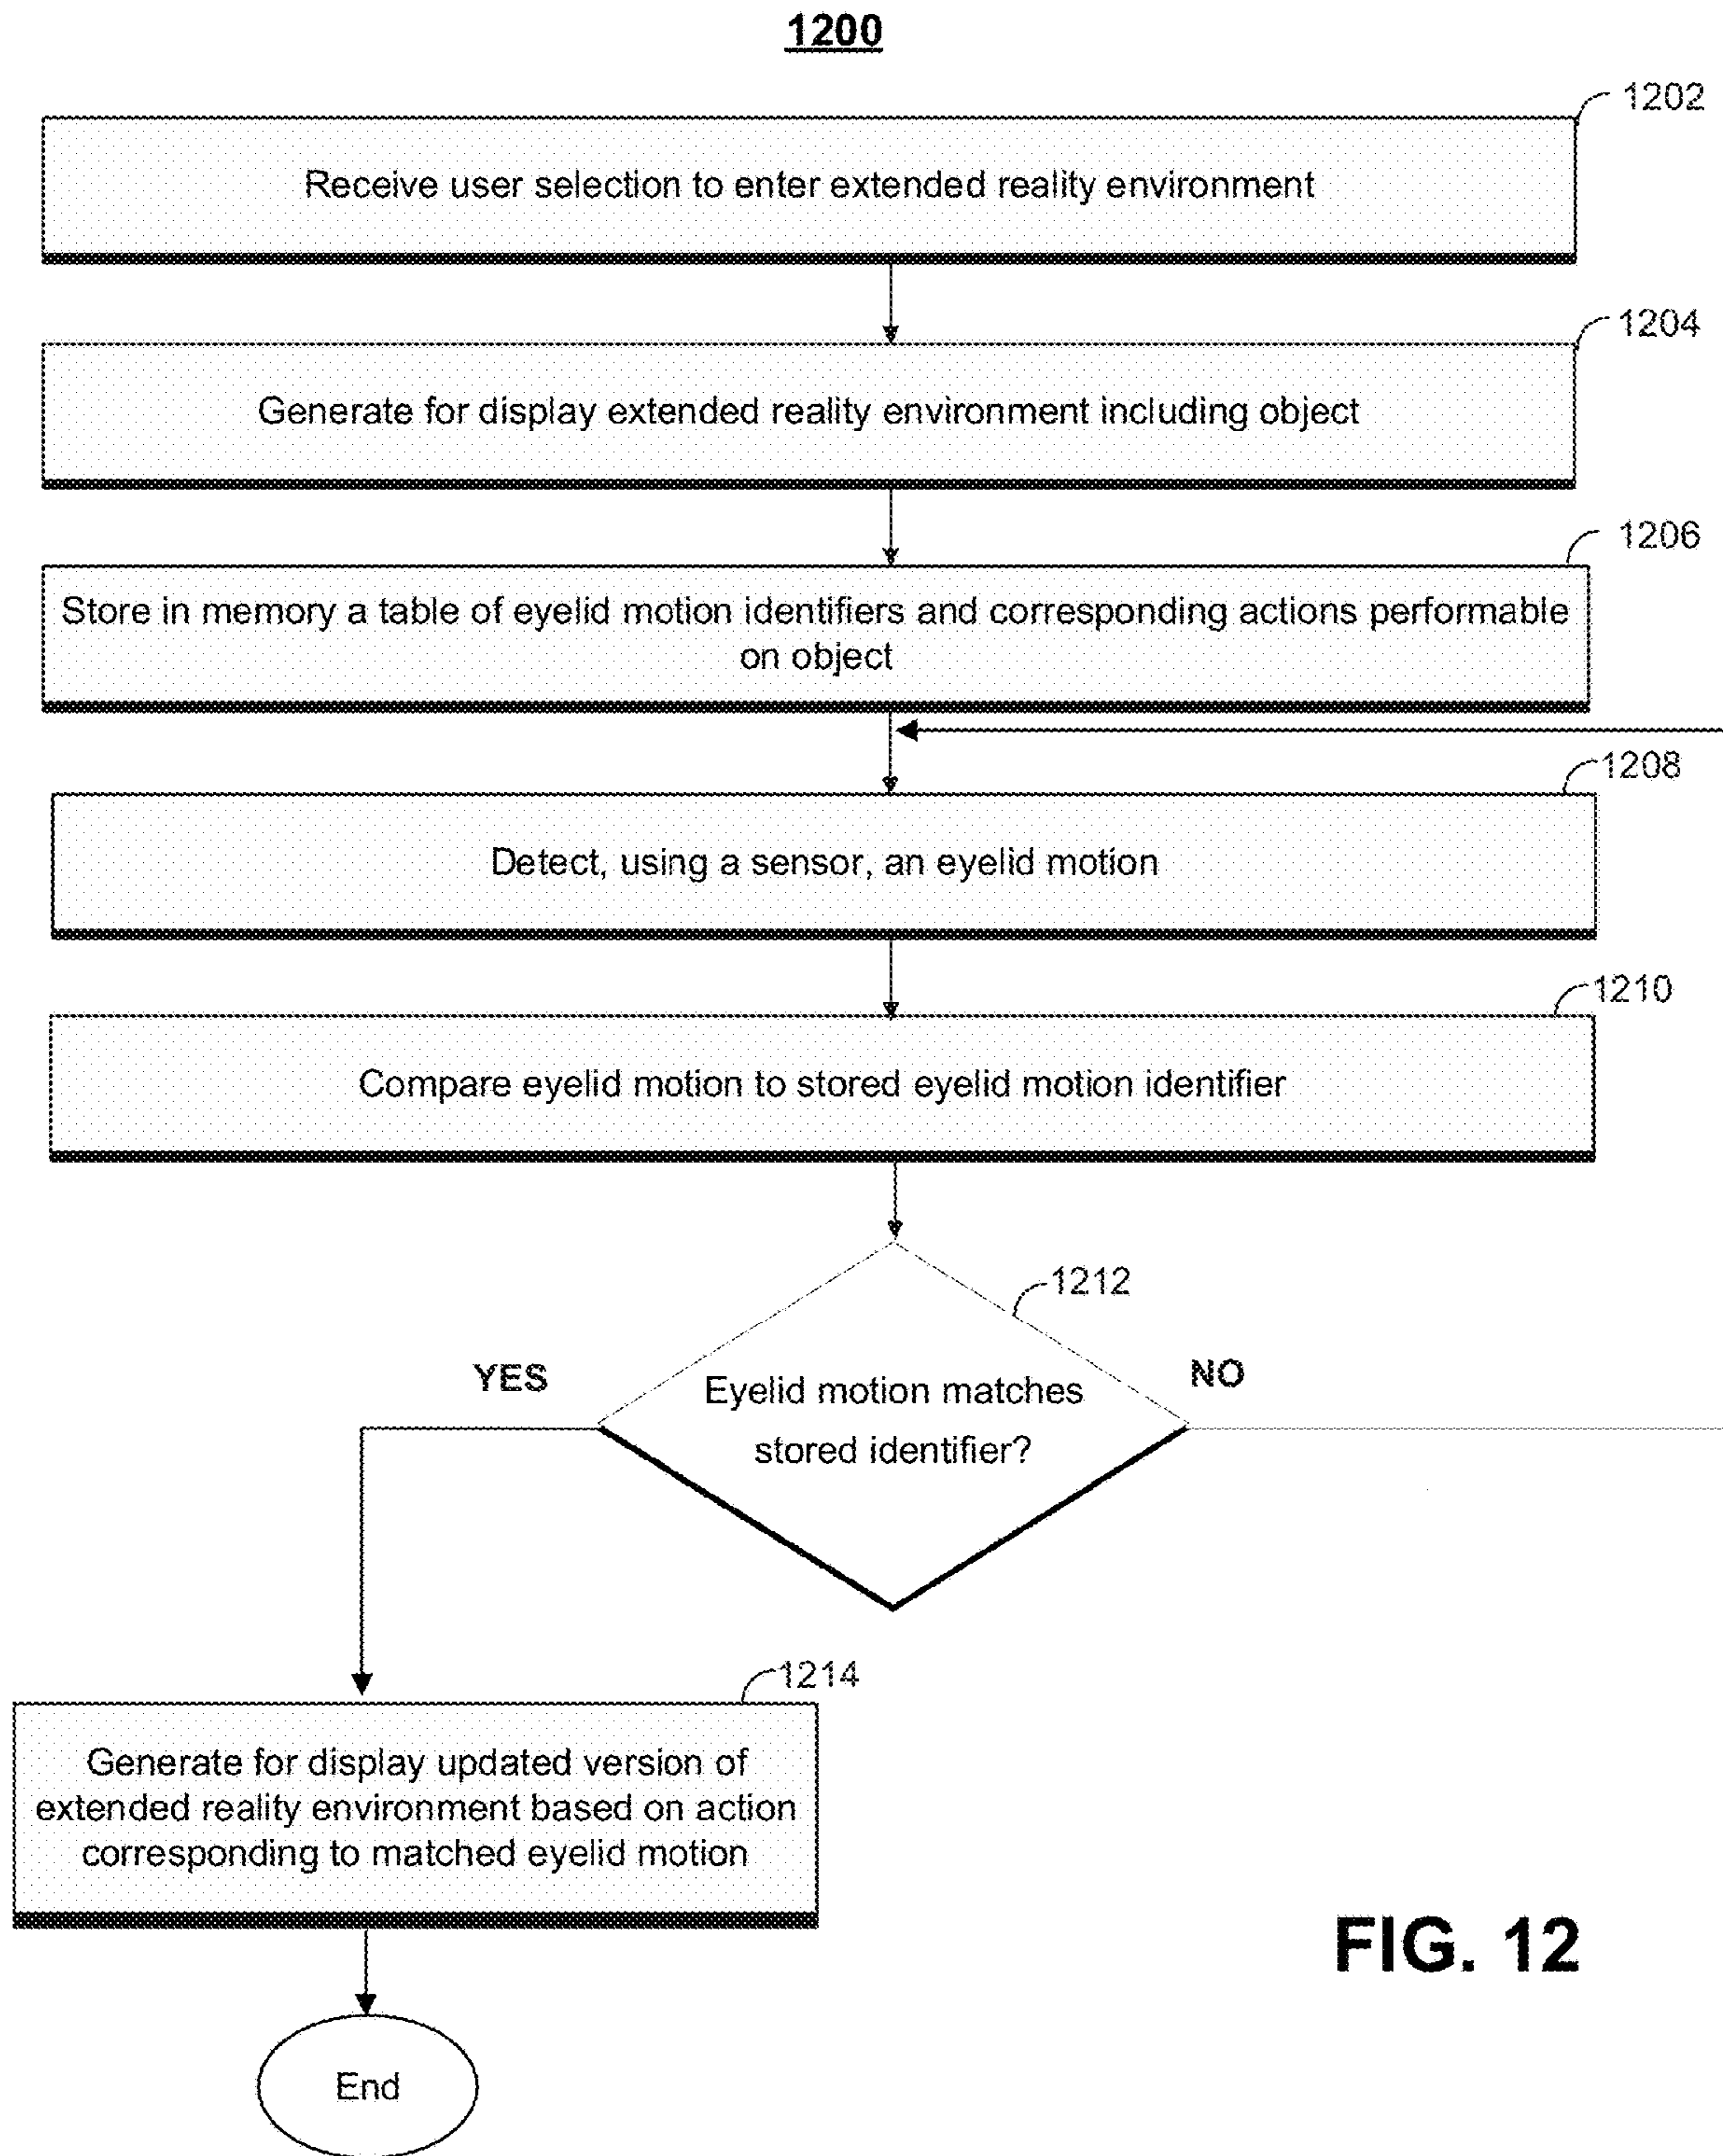 1200
1202
Receive user selection to enter extended reality environment
1204
Generate for display extended reality environment including object
1206
Store in memory a table of eyelid motion identifiers and corresponding actions performable
on object
1208
Detect, using a sensor, an eyelid motion
1210
Compare eyelid motion to stored eyelid motion identifier
1212
YES
NO
Eyelid motion matches
stored identifier?
1214
Generate for display updated version of
extended reality environment based on action
corresponding to matched eyelid motion
FIG. 12
End